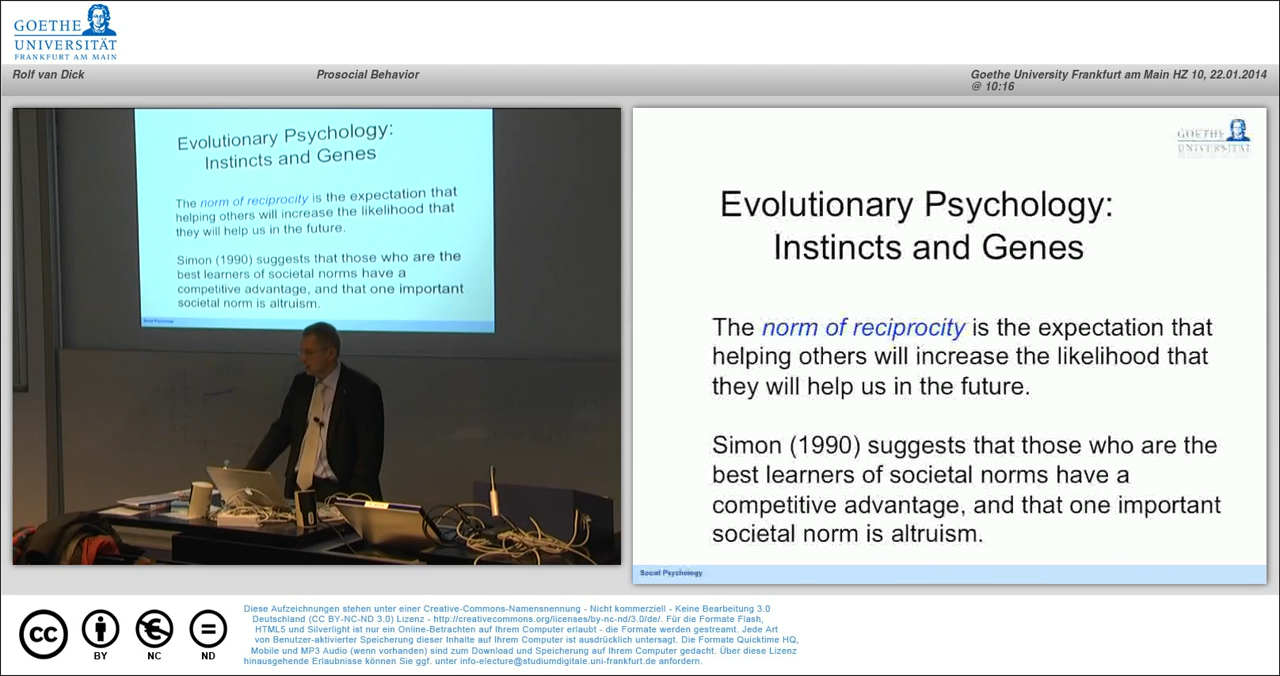 GOETHE
UNIVERSITÄT
FRANKFURT AM MAIN
Rolf van Dick
Prosocial Behavior
Goethe University Frankfurt am Main HZ 10, 22.01.2014
@ 10:16
Evolutionary Psychology:
Instincts and Genes
The norm of reciprocity is the expectation that
helping others will increase the likelihood that
they will help us in the future.
Simon (1990) suggests that those who are the
best learners of societal norms have a
competitive advantage, and that one important
societal norm is altruism.
Social Psychology
GOETHE
UNIVERSITÄT
Evolutionary Psychology:
Instincts and Genes
The norm of reciprocity is the expectation that
helping others will increase the likelihood that
they will help us in the future.
Simon (1990) suggests that those who are the
best learners of societal norms have a
competitive advantage, and that one important
societal norm is altruism.
Social Psychology
cc
BY
NC
ND
Diese Aufzeichnungen stehen unter einer Creative-Commons-Namensnennung - Nicht kommerziell - Keine Bearbeitung 3.0
Deutschland (CC BY-NC-ND 3.0) Lizenz - http://creativecommons.org/licenses/by-nc-nd/3.0/de/. Für die Formate Flash,
HTML5 und Silverlight ist nur ein Online-Betrachten auf Ihrem Computer erlaubt - die Formate werden gestreamt. Jede Art
von Benutzer-aktivierter Speicherung dieser Inhalte auf Ihrem Computer ist ausdrücklich untersagt. Die Formate Quicktime HQ,
Mobile und MP3 Audio (wenn vorhanden) sind zum Download und Speicherung auf Ihrem Computer gedacht. Über diese Lizenz
hinausgehende Erlaubnisse können Sie ggf. unter info-electure@studiumdigitale.uni-frankfurt.de anfordern.